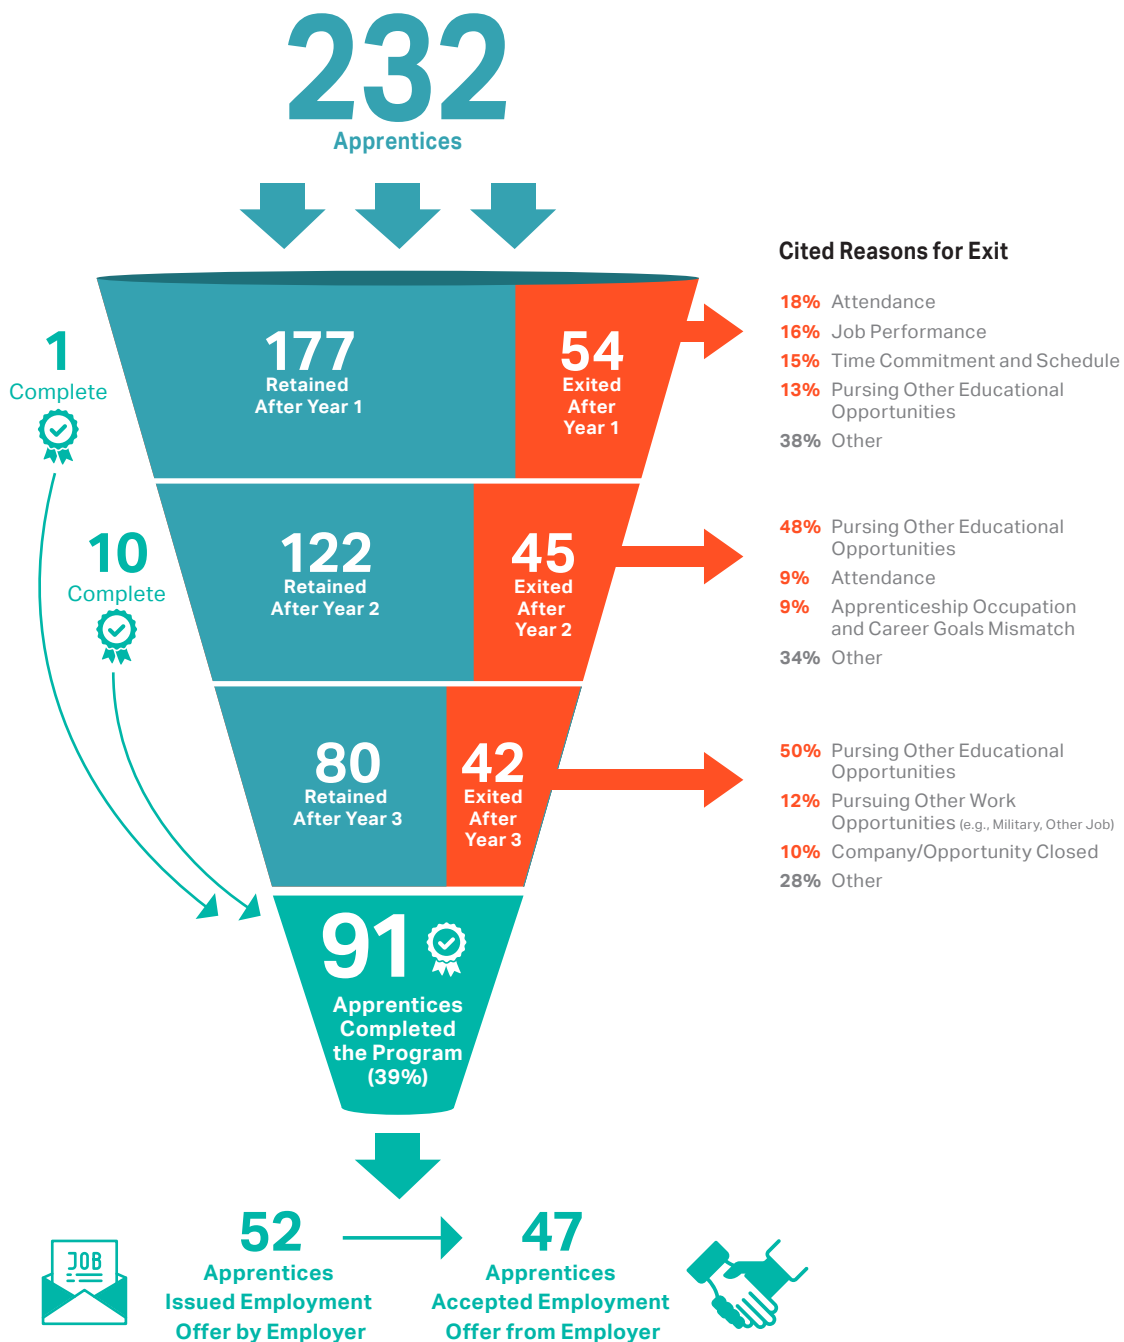 232
Apprentices
Cited Reasons for Exit
1
Complete
177
Retained
After Year 1
54
Exited
After
Year 1
18% Attendance
16% Job Performance
15% Time Commitment and Schedule
13% Pursing Other Educational
Opportunities
38% Other
10
Complete
122
Retained
After Year 2
45
Exited
After
Year 2
48% Pursing Other Educational
Opportunities
9% Attendance
9% Apprenticeship Occupation
and Career Goals Mismatch
34% Other
80
Retained
After Year 3
42
Exited
After
Year 3
50% Pursing Other Educational
Opportunities
12% Pursuing Other Work
Opportunities (e.g., Military, Other Job)
10% Company/Opportunity Closed
28% Other
91
Apprentices
Completed
the Program
(39%)
JOB
52
Apprentices
Issued Employment
Offer by Employer
47
Apprentices
Accepted Employment
Offer from Employer